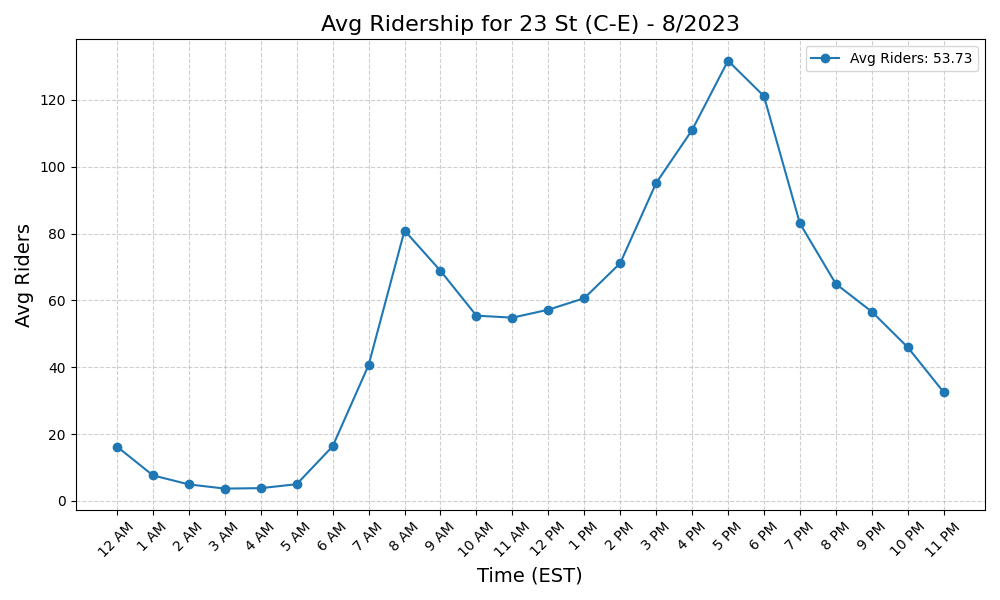 Avg Ridership for 23 St (C-E) - 8/2023
Avg Riders: 53.73
Avg Riders
120
100
80
60
40
20
0
12 AM
1 AM
2 AM
3 AM
4 AM
5 AM
6 AM
7 AM
8 AM
9 AM
10 AM
11 AM
12 PM
1 PM
2 PM
3 PM
4 PM
5 PM
6 PM
7 PM
8 PM
9 PM
10 PM
11 PM
Time (EST)